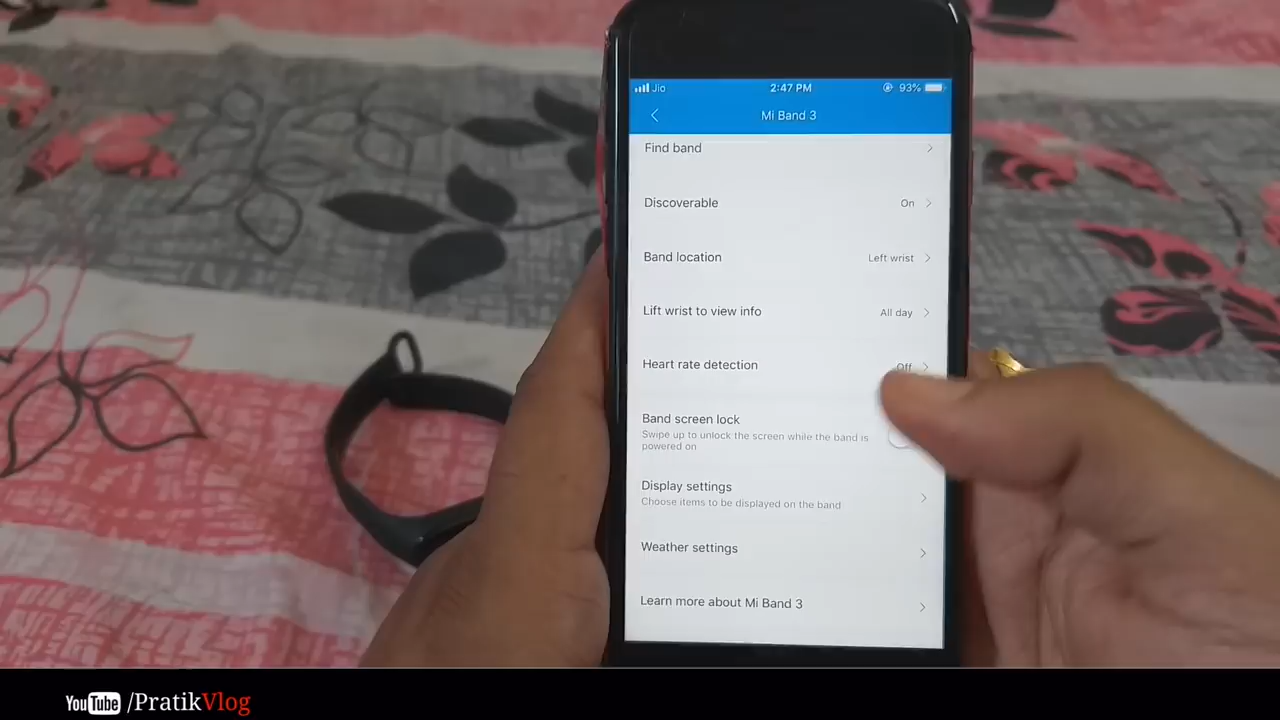 Jio 2:47 PM 93%
Mi Band 3
Find band
Discoverable On
Band location Left wrist
Lift wrist to view info All day
Heart rate detection Off
Band screen lock
Swipe up to unlock the screen while the band is
powered on
Display settings
Choose items to be displayed on the band
Weather settings
Learn more about Mi Band 3
YouTube /PratikVlog